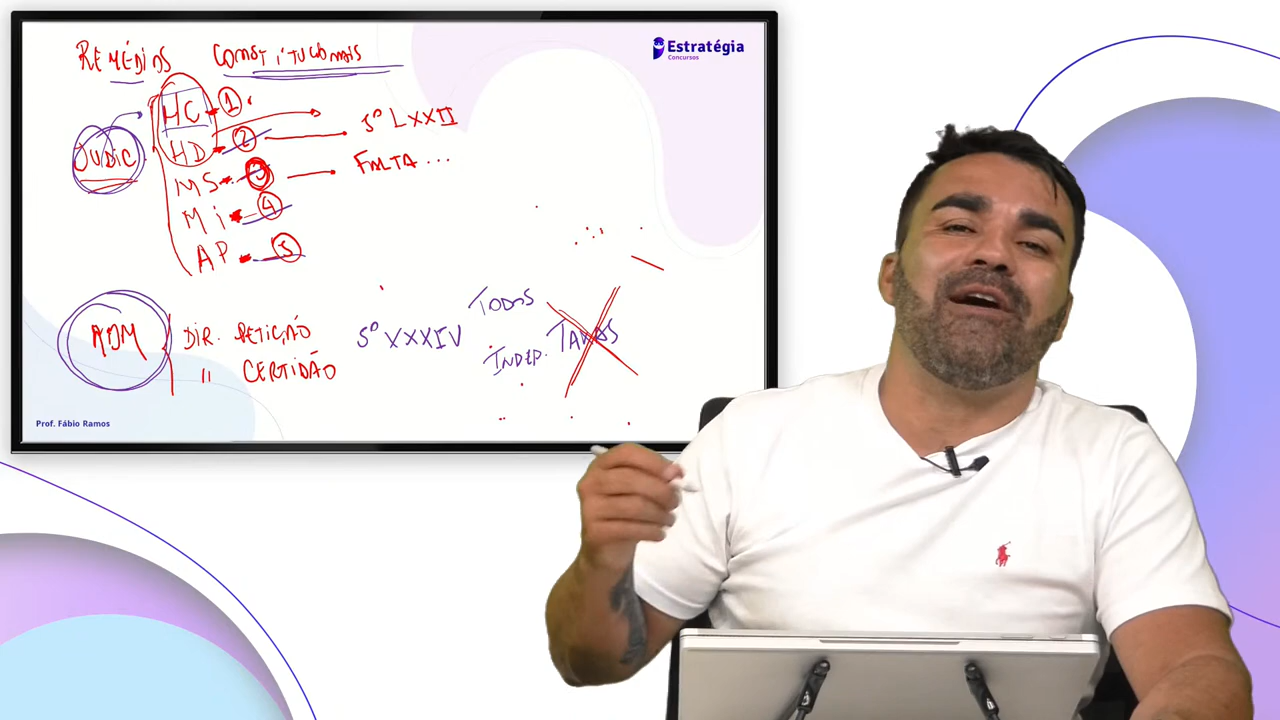 REMÉDIOS CONSTITUCIONAIS
Estratégia
Concursos
JUDIC
HC 1
HD 2
5º LXXII
MS 3
FALTA ...
Mi 4
AP 5
ADM
DIR. PETIÇÃO
" CERTIDÃO
5º XXXIV
TODOS
INDEP. TAXAS
Prof. Fábio Ramos